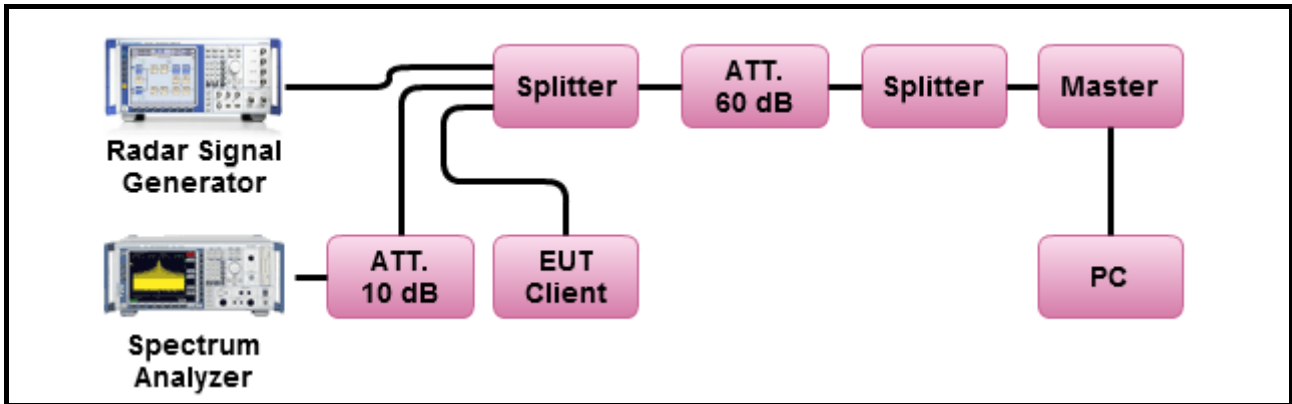 Splitter
ATT.
60 dB
Splitter
Master
Radar Signal
Generator
ATT.
10 dB
EUT
Client
PC
Spectrum
Analyzer